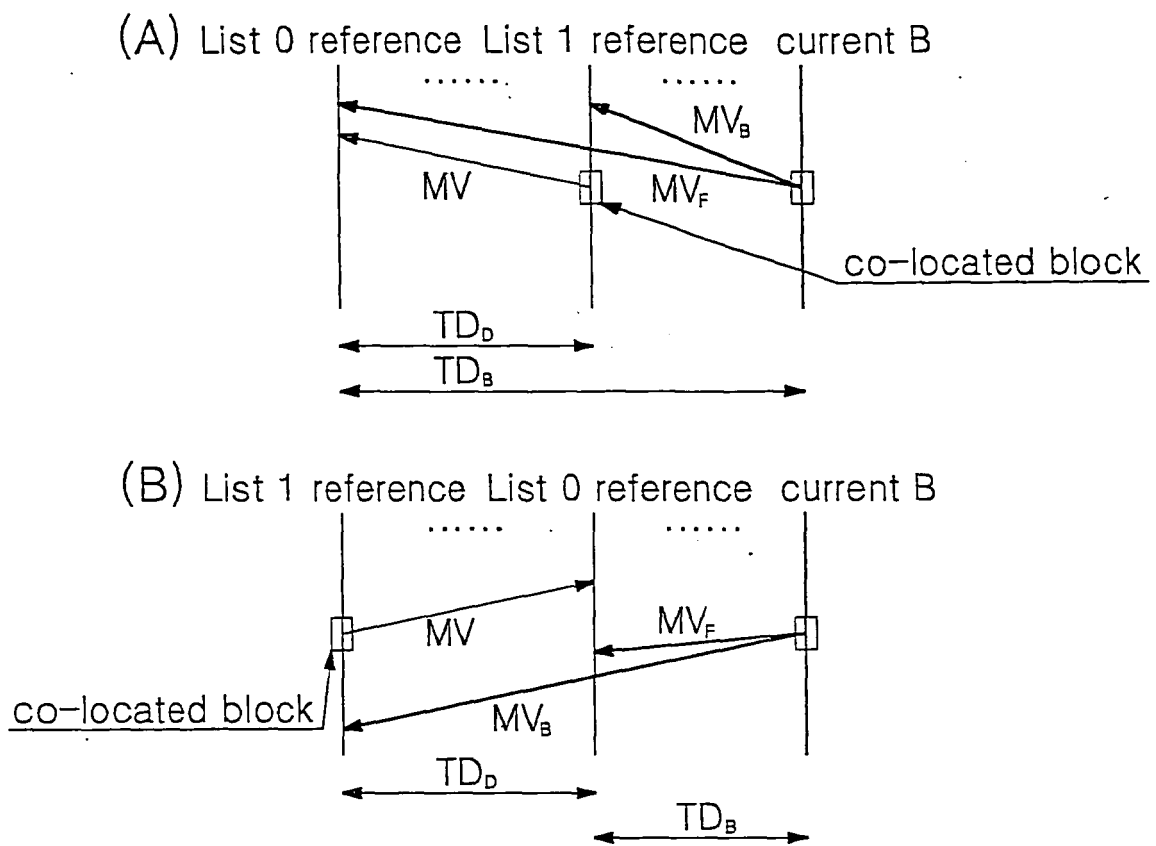 (A) List 0 reference List 1 reference current B
MV_B
MV
MV_F
co-located block
TD_D
TD_B
(B) List 1 reference List 0 reference current B
MV
MV_F
co-located block
MV_B
TD_D
TD_B